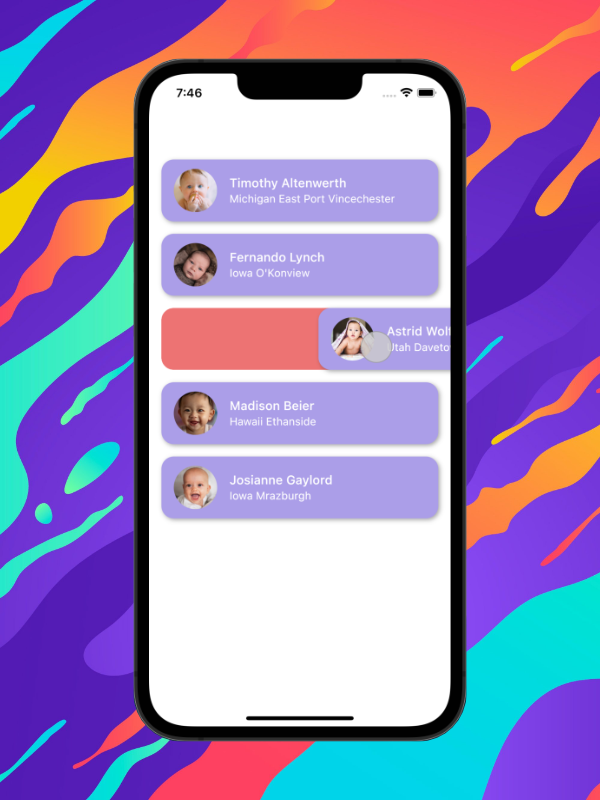 7:46
Timothy Altenwerth
Michigan East Port Vincechester
Fernando Lynch
Iowa O'Konview
Astrid Wolf
Utah
Madison Beier
Hawaii Ethanside
Josianne Gaylord
Iowa Mrazburgh